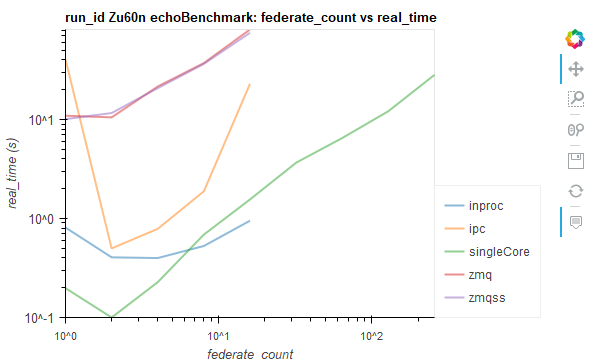 run_id Zu60n echoBenchmark: federate_count vs real_time
real_time (s)
10^1
10^0
10^-1
10^0
10^1
10^2
federate_count
inproc
ipc
singleCore
zmq
zmqss